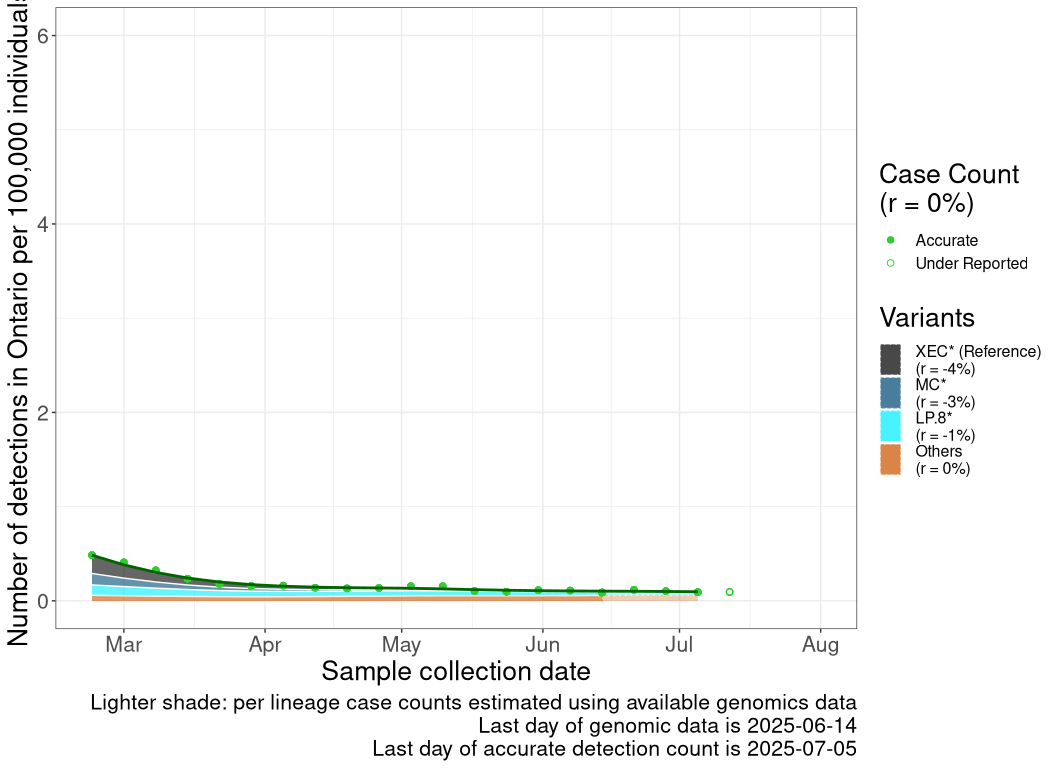 Number of detections in Ontario per 100,000 individuals
6
4
2
0
Mar Apr May Jun Jul Aug
Sample collection date
Lighter shade: per lineage case counts estimated using available genomics data
Last day of genomic data is 2025-06-14
Last day of accurate detection count is 2025-07-05
Case Count
(r = 0%)
Accurate
Under Reported
Variants
XEC* (Reference)
(r = -4%)
MC*
(r = -3%)
LP.8*
(r = -1%)
Others
(r = 0%)